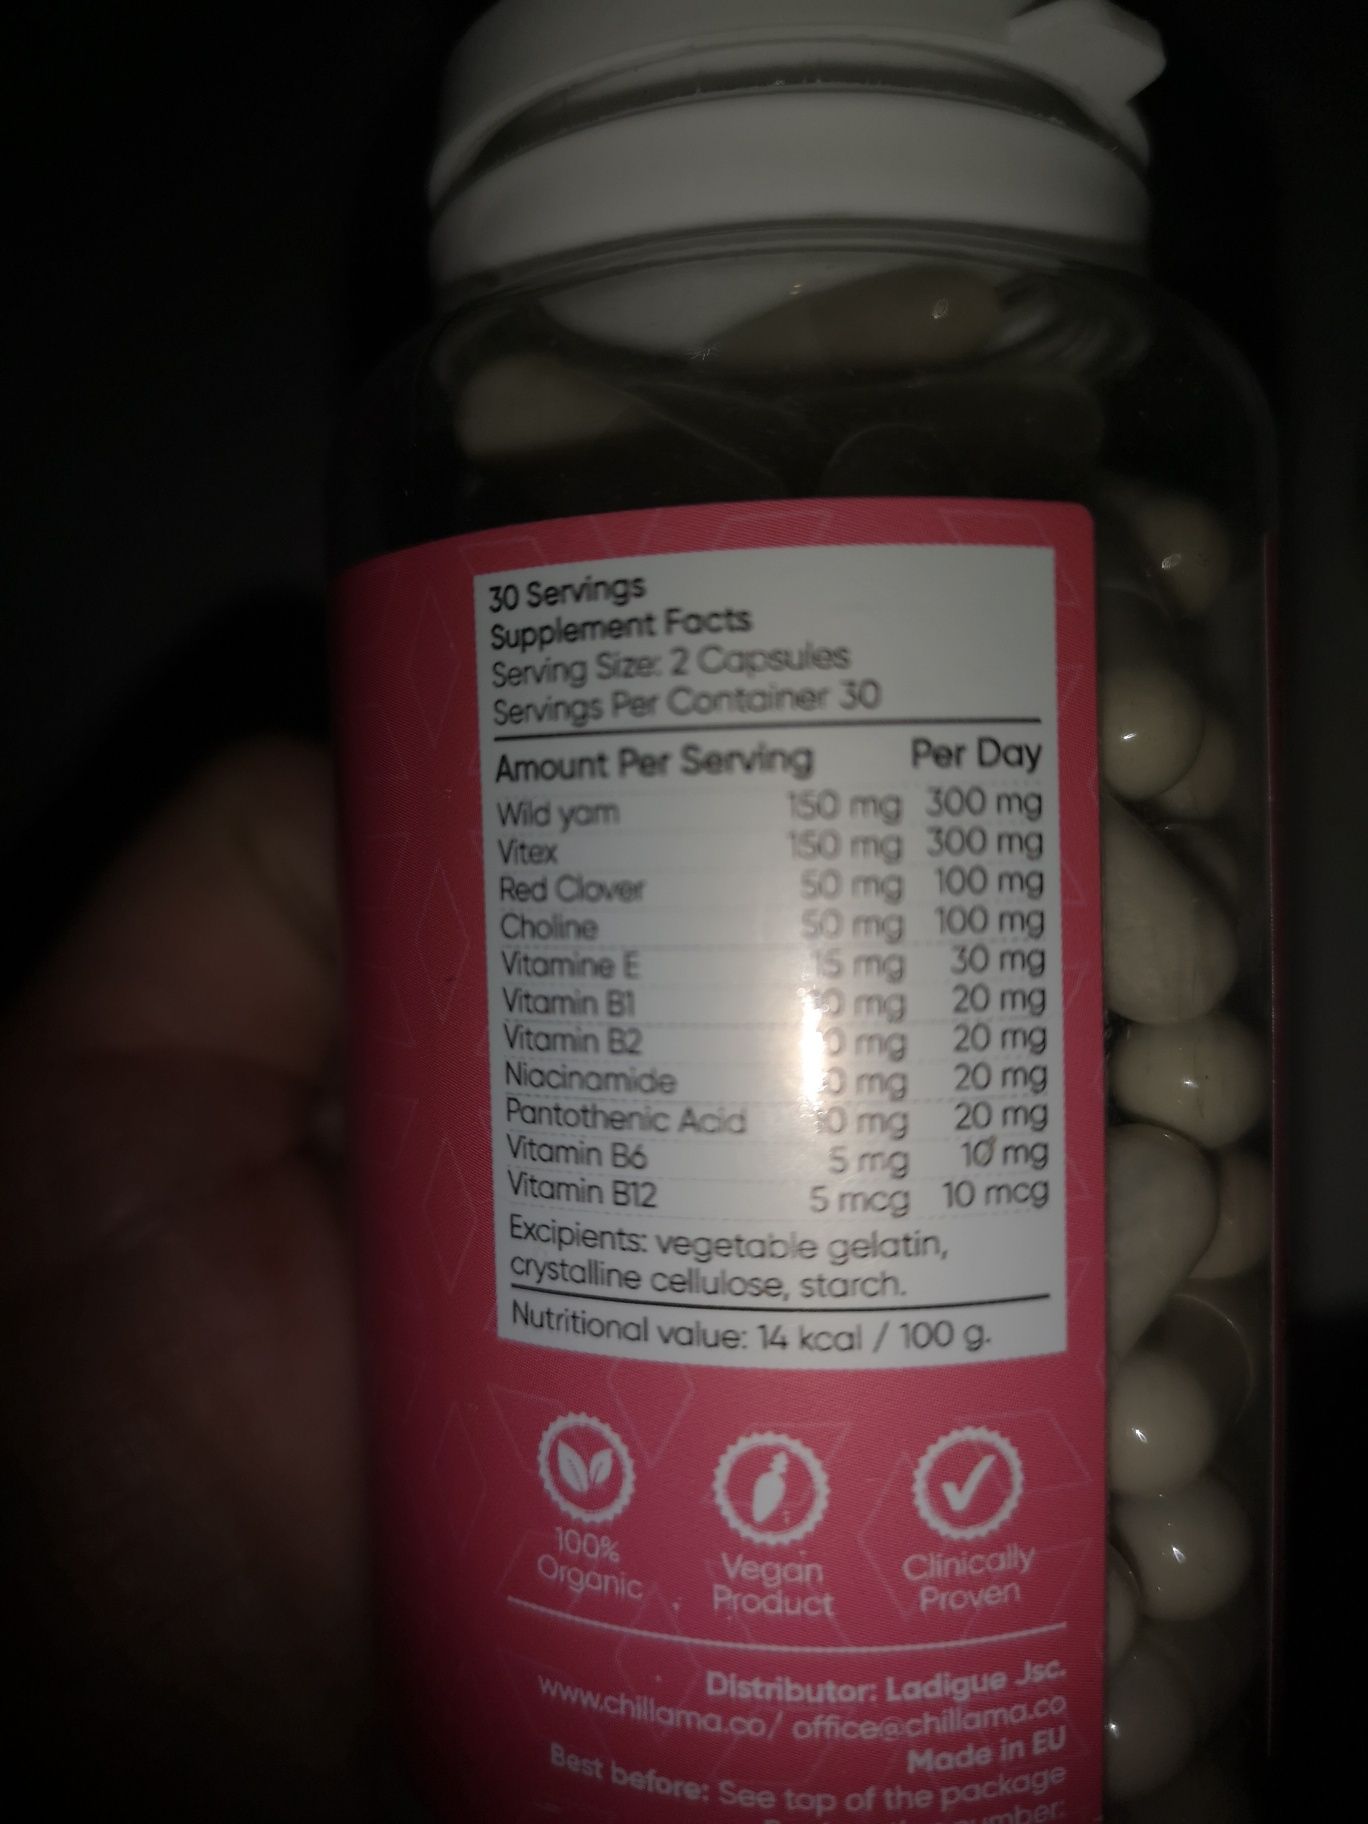 30 Servings
Supplement Facts
Serving Size: 2 Capsules
Servings Per Container 30
Amount Per Serving Per Day
Wild yam 150 mg 300 mg
Vitex 150 mg 300 mg
Red Clover 50 mg 100 mg
Choline 50 mg 100 mg
Vitamine E 15 mg 30 mg
Vitamin B1 mg 20 mg
Vitamin B2 mg 20 mg
Niacinamide mg 20 mg
Pantothenic Acid mg 20 mg
Vitamin B6 5 mg 10 mg
Vitamin B12 5 mcg 10 mcg
Excipients: vegetable gelatin,
crystalline cellulose, starch.
Nutritional value: 14 kcal / 100 g.
100%
Organic
Vegan
Product
Clinically
Proven
Distributor: Ladigue Jsc.
www.chillama.co/ office@chillama.co
Made in EU
Best before: See top of the package